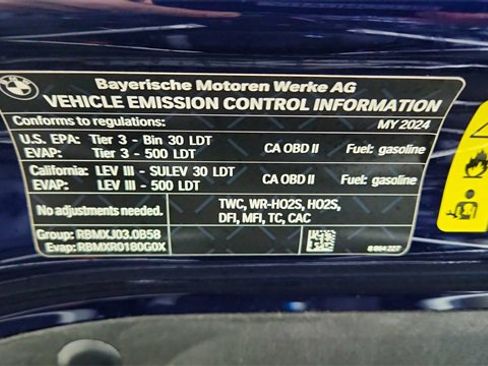 BMW
Bayerische Motoren Werke AG
VEHICLE EMISSION CONTROL INFORMATION
Conforms to regulations: MY 2024
U.S. EPA: Tier 3 - Bin 30 LDT CA OBD II Fuel: gasoline
EVAP: Tier 3 - 500 LDT
California: LEV III - SULEV 30 LDT CA OBD II Fuel: gasoline
EVAP: LEV III - 500 LDT
No adjustments needed. TWC, WR-HO2S, HO2S,
DFI, MFI, TC, CAC
Group: RBMXJ03.0B58
Evap: RBMXR0180G0X